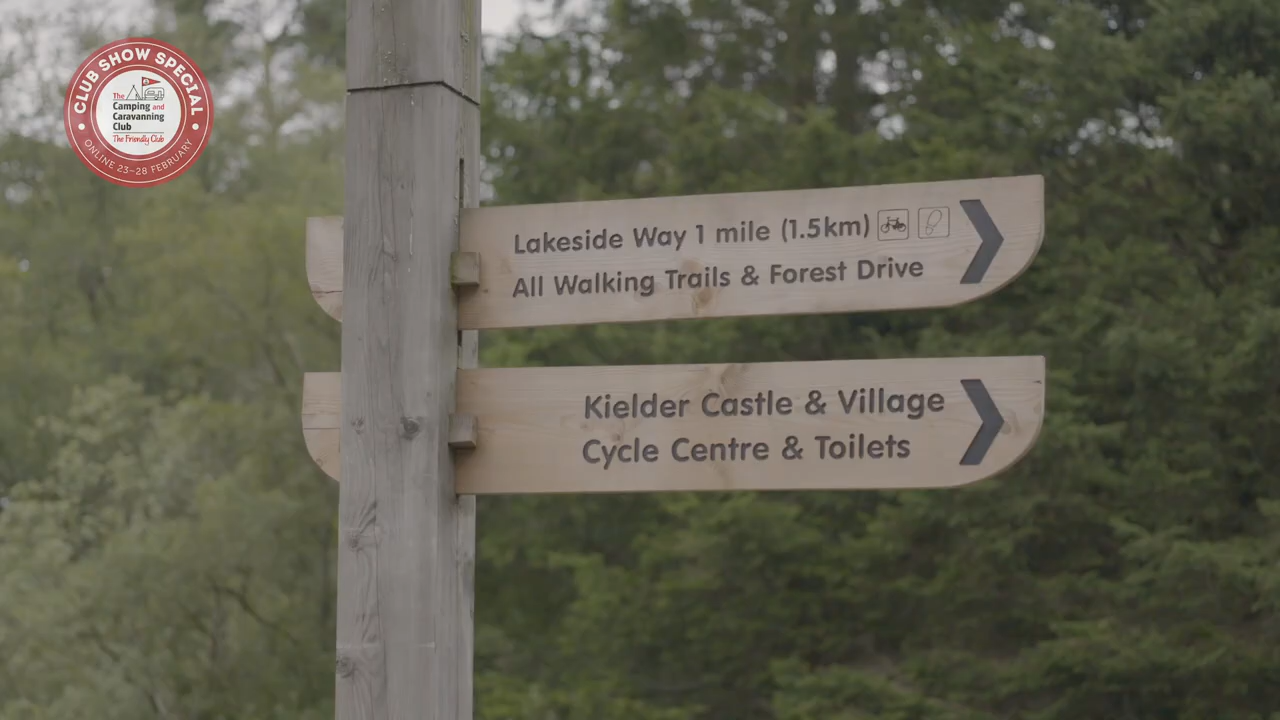 CLUB SHOW SPECIAL
The
Camping and
Caravanning
Club
The Friendly Club
ONLINE 23-28 FEBRUARY
Lakeside Way 1 mile (1.5km)
All Walking Trails & Forest Drive
Kielder Castle & Village
Cycle Centre & Toilets